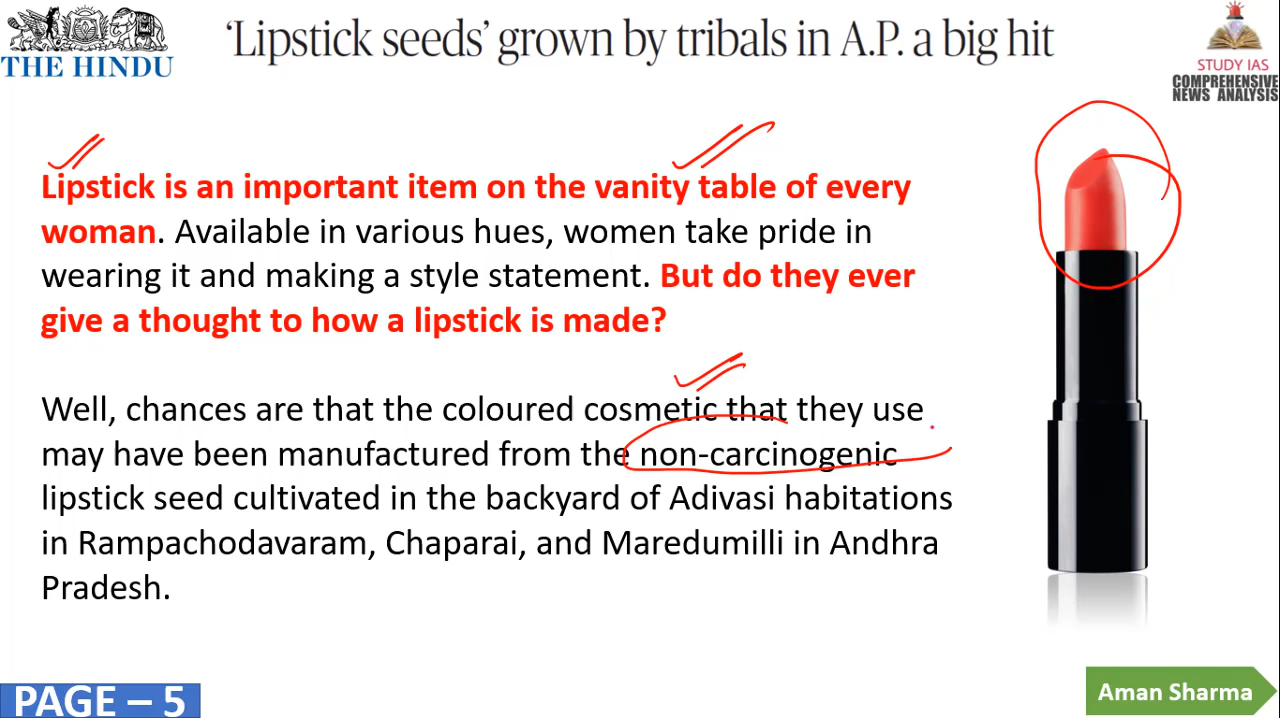 ‘Lipstick seeds’ grown by tribals in A.P. a big hit
THE HINDU
STUDY IAS
COMPREHENSIVE
NEWS ANALYSIS
Lipstick is an important item on the vanity table of every
woman. Available in various hues, women take pride in
wearing it and making a style statement. But do they ever
give a thought to how a lipstick is made?
Well, chances are that the coloured cosmetic that they use
may have been manufactured from the non-carcinogenic
lipstick seed cultivated in the backyard of Adivasi habitations
in Rampachodavaram, Chaparai, and Maredumilli in Andhra
Pradesh.
PAGE – 5
Aman Sharma